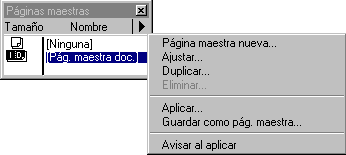 Páginas maestras
Tamaño Nombre
[Ninguna]
[Pág. maestra doc.]
Página maestra nueva...
Ajustar...
Duplicar...
Eliminar...
Aplicar...
Guardar como pág. maestra...
Avisar al aplicar